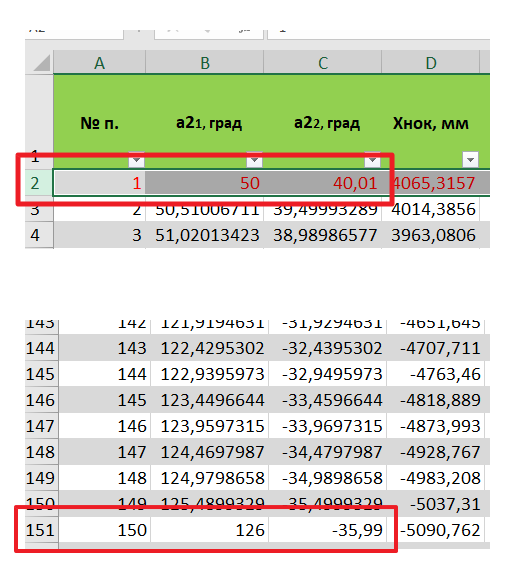 A B C D
№ п. a2₁, град a2₂, град Xнок, мм
1
2 1 50 40,01 4065,3157
3 2 50,51006711 39,49993289 4014,3856
4 3 51,02013423 38,98986577 3963,0806
143 142 121,9194631 -31,9294631 -4651,645
144 143 122,4295302 -32,4395302 -4707,711
145 144 122,9395973 -32,9495973 -4763,46
146 145 123,4496644 -33,4596644 -4818,889
147 146 123,9597315 -33,9697315 -4873,993
148 147 124,4697987 -34,4797987 -4928,767
149 148 124,9798658 -34,9898658 -4983,208
150 149 125,4899329 -35,4999329 -5037,31
151 150 126 -35,99 -5090,762